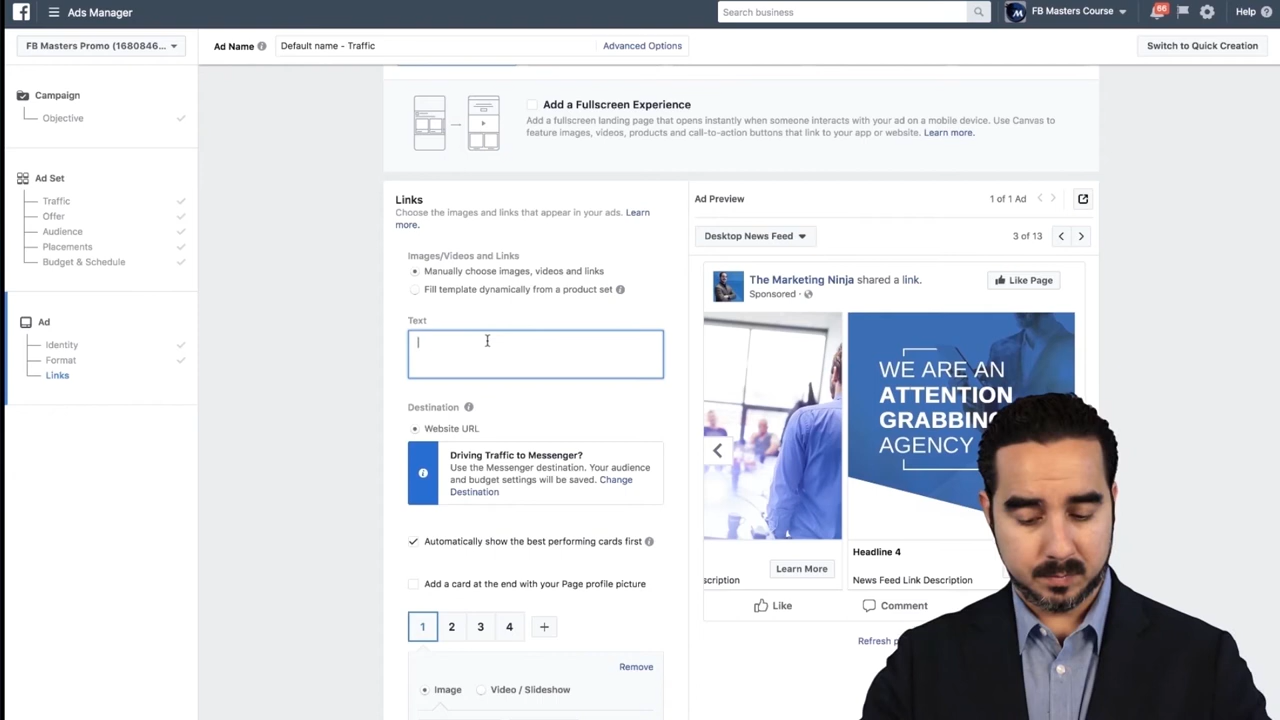 Ads Manager
Search business
FB Masters Course
66
Help
FB Masters Promo (1680846...
Ad Name
Default name - Traffic
Advanced Options
Switch to Quick Creation
Campaign
Objective
Ad Set
Traffic
Offer
Audience
Placements
Budget & Schedule
Ad
Identity
Format
Links
Add a Fullscreen Experience
Add a fullscreen landing page that opens instantly when someone interacts with your ad on a mobile device. Use Canvas to
feature images, videos, products and call-to-action buttons that link to your app or website. Learn more.
Links
Choose the images and links that appear in your ads. Learn
more.
Images/Videos and Links
Manually choose images, videos and links
Fill template dynamically from a product set
Text
Destination
Website URL
Driving Traffic to Messenger?
Use the Messenger destination. Your audience
and budget settings will be saved. Change
Destination
Automatically show the best performing cards first
Add a card at the end with your Page profile picture
1 2 3 4 +
Remove
Image
Video / Slideshow
Ad Preview
1 of 1 Ad
Desktop News Feed
3 of 13
The Marketing Ninja shared a link.
Sponsored
Like Page
WE ARE AN
ATTENTION
GRABBING
AGENCY
Headline 4
scription
Learn More
News Feed Link Description
Like
Comment
Refresh